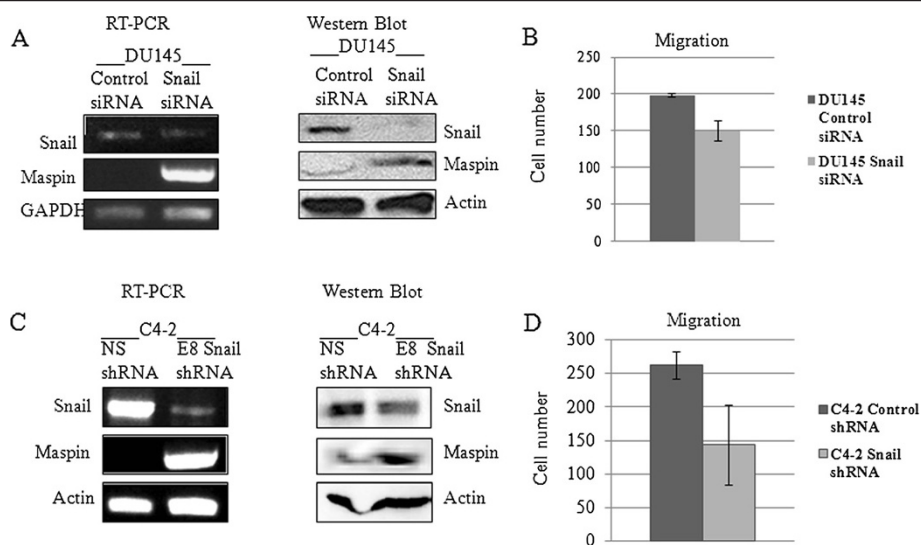 A
RT-PCR
DU145
Control siRNA
Snail siRNA
Snail
Maspin
GAPDH
Western Blot
DU145
Control siRNA
Snail siRNA
Snail
Maspin
Actin
B
Migration
Cell number
250
200
150
100
50
0
DU145 Control siRNA
DU145 Snail siRNA
C
RT-PCR
C4-2
NS shRNA
E8 Snail shRNA
Snail
Maspin
Actin
Western Blot
C4-2
NS shRNA
E8 Snail shRNA
Snail
Maspin
Actin
D
Migration
Cell number
300
250
200
150
100
50
0
C4-2 Control shRNA
C4-2 Snail shRNA